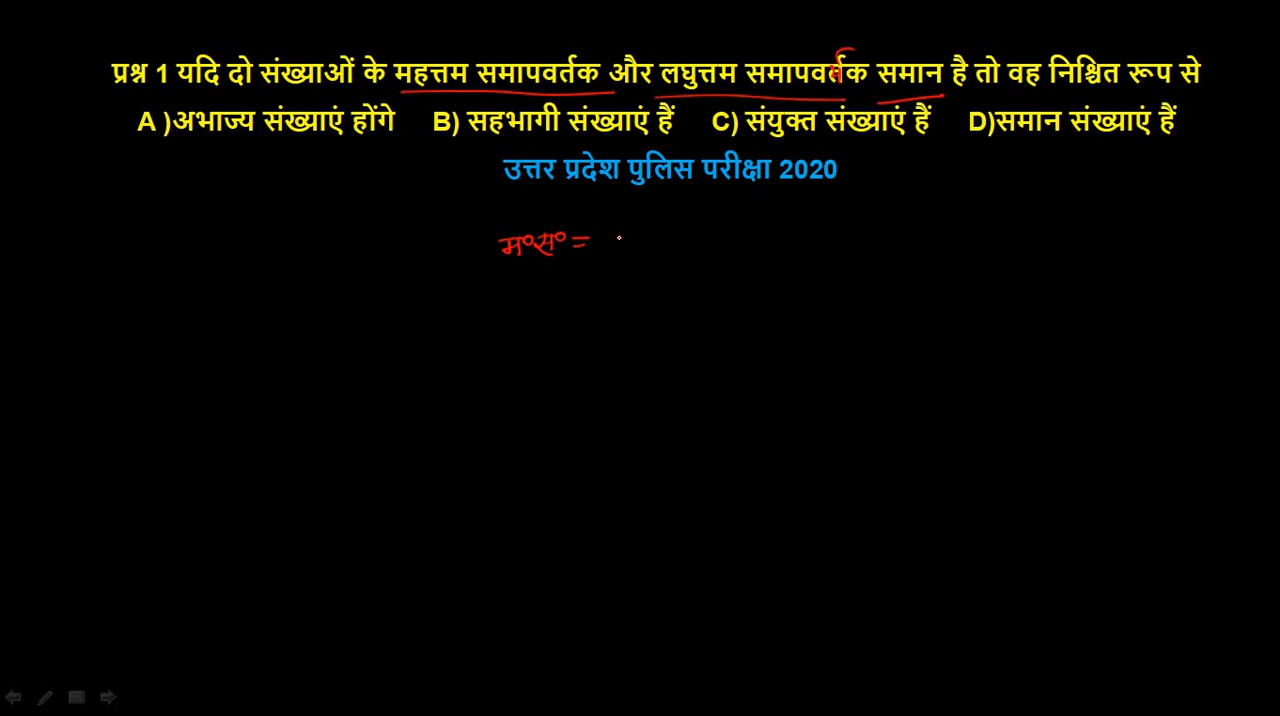 प्रश्न 1 यदि दो संख्याओं के महत्तम समापवर्तक और लघुत्तम समापवर्तक समान है तो वह निश्चित रूप से
A )अभाज्य संख्याएं होंगे B) सहभागी संख्याएं हैं C) संयुक्त संख्याएं हैं D)समान संख्याएं हैं
उत्तर प्रदेश पुलिस परीक्षा 2020
म०स० =